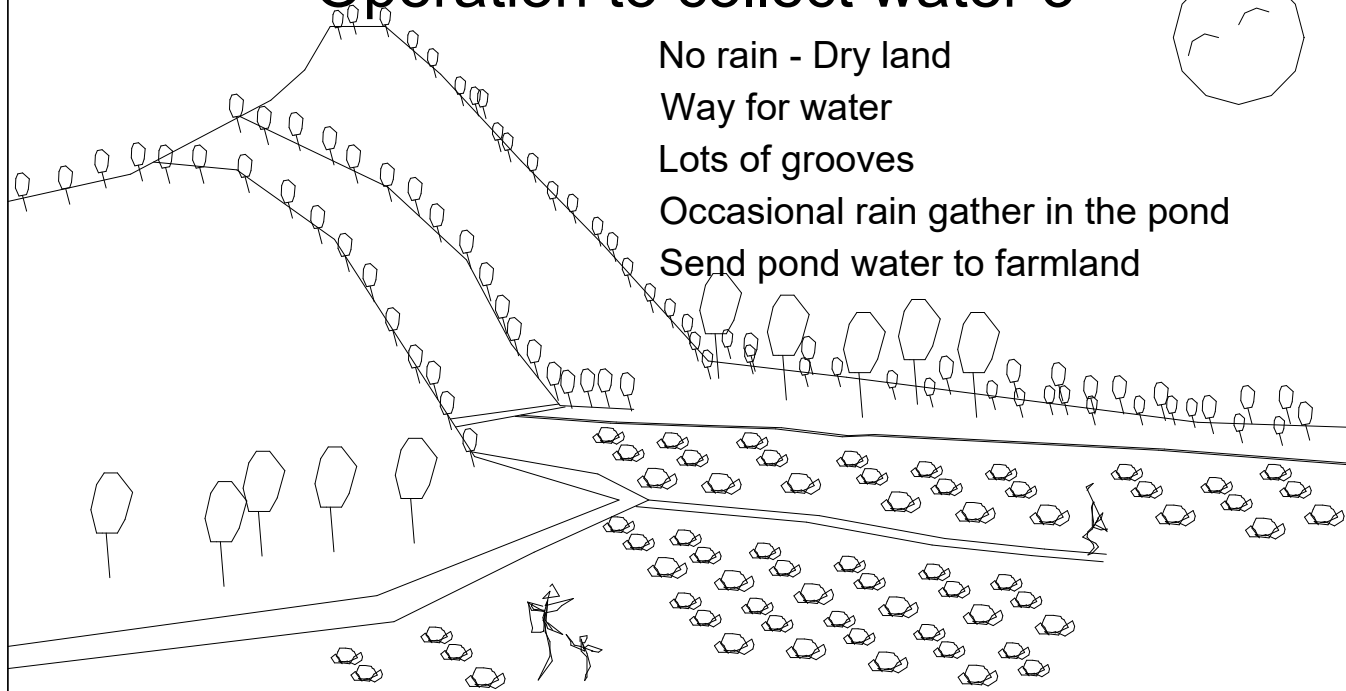 Operation to collect water
No rain - Dry land
Way for water
Lots of grooves
Occasional rain gather in the pond
Send pond water to farmland